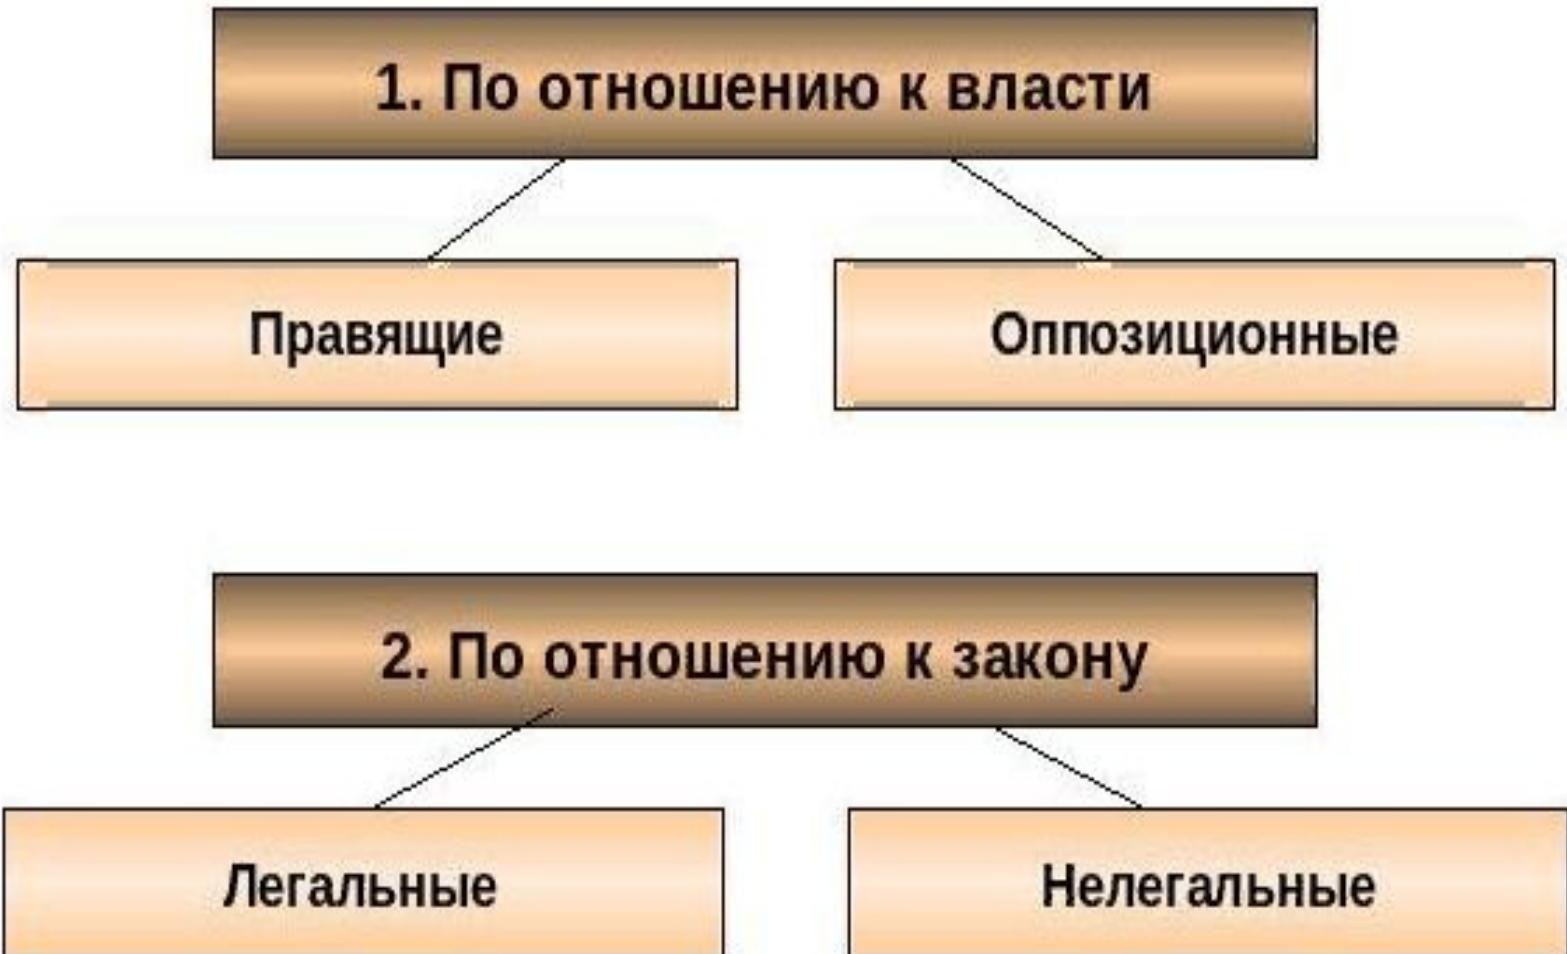 1. По отношению к власти
Правящие
Оппозиционные
2. По отношению к закону
Легальные
Нелегальные